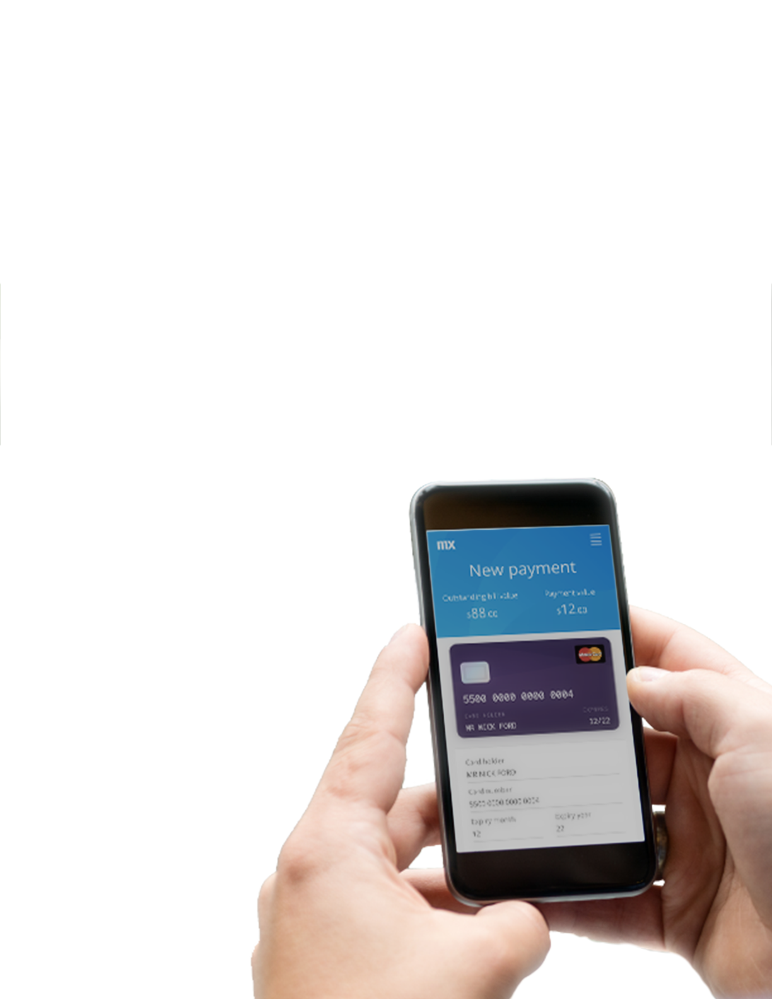 mx
New payment
Outstanding bill value
Payment value
$88.00
$12.00
MasterCard
5500 0000 0000 0004
CARD HOLDER
EXPIRES
MR NICK FORD
12/22
Card holder
MR NICK FORD
Card number
5500 0000 0000 0004
Expiry month
Expiry year
12
22